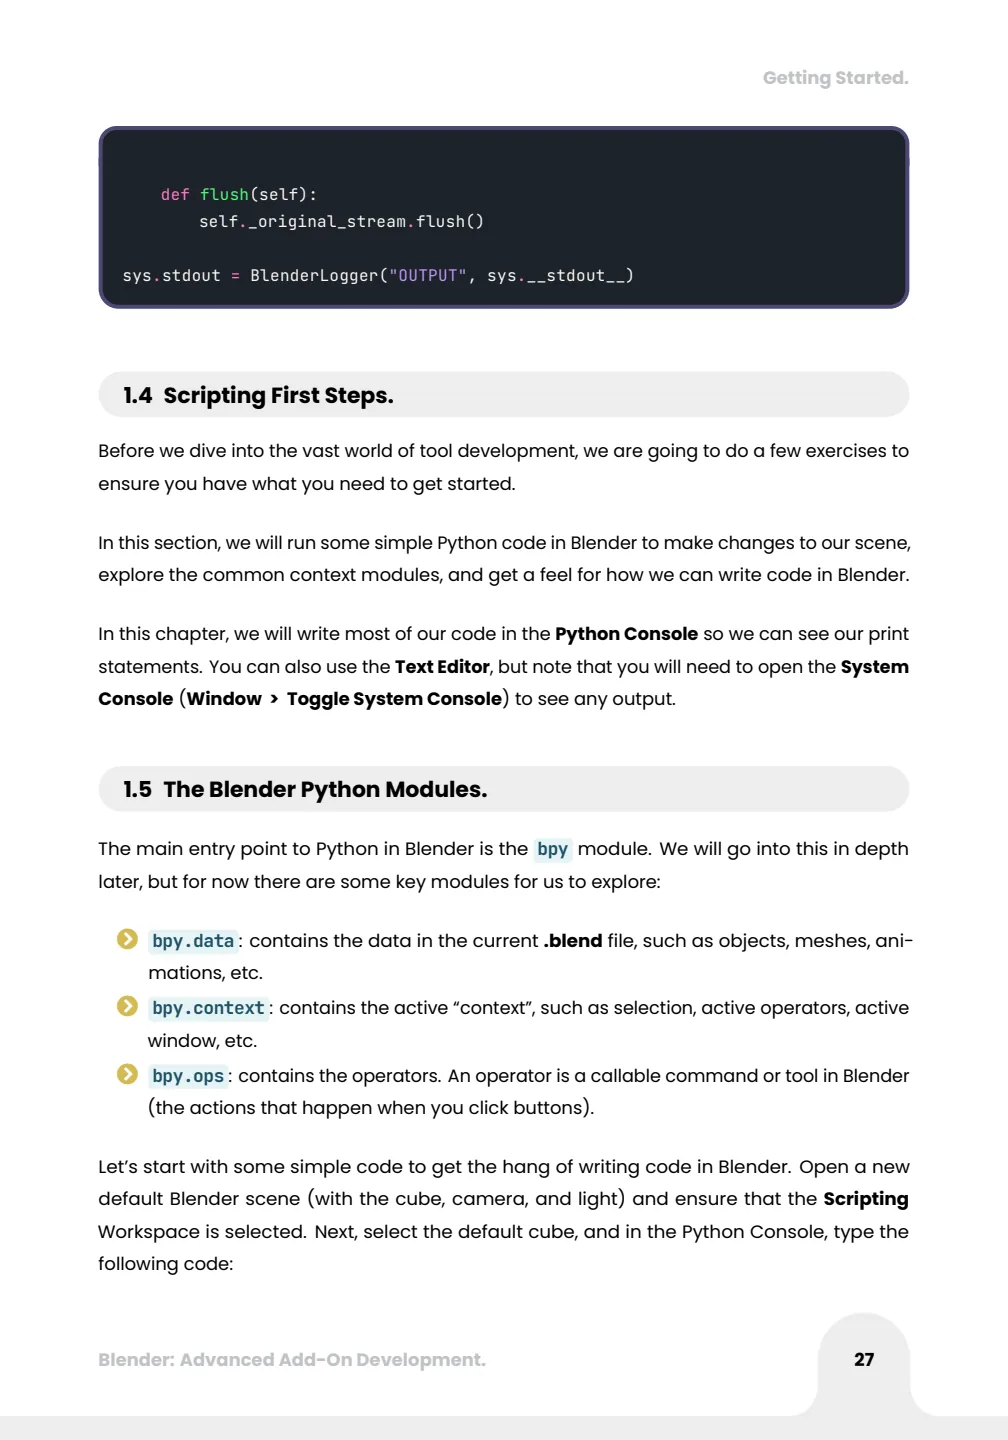 Getting Started.
def flush(self):
self._original_stream.flush()
sys.stdout = BlenderLogger("OUTPUT", sys.__stdout__)
1.4 Scripting First Steps.
Before we dive into the vast world of tool development, we are going to do a few exercises to
ensure you have what you need to get started.
In this section, we will run some simple Python code in Blender to make changes to our scene,
explore the common context modules, and get a feel for how we can write code in Blender.
In this chapter, we will write most of our code in the Python Console so we can see our print
statements. You can also use the Text Editor, but note that you will need to open the System
Console (Window > Toggle System Console) to see any output.
1.5 The Blender Python Modules.
The main entry point to Python in Blender is the bpy module. We will go into this in depth
later, but for now there are some key modules for us to explore:
bpy.data: contains the data in the current .blend file, such as objects, meshes, ani-
mations, etc.
bpy.context: contains the active “context”, such as selection, active operators, active
window, etc.
bpy.ops: contains the operators. An operator is a callable command or tool in Blender
(the actions that happen when you click buttons).
Let’s start with some simple code to get the hang of writing code in Blender. Open a new
default Blender scene (with the cube, camera, and light) and ensure that the Scripting
Workspace is selected. Next, select the default cube, and in the Python Console, type the
following code:
Blender: Advanced Add-On Development.
27